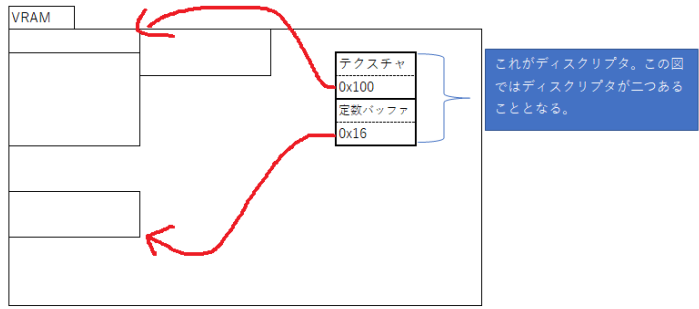 VRAM
テクスチャ
0x100
定数バッファ
0x16
これがディスクリプタ。この図
ではディスクリプタが二つある
こととなる。